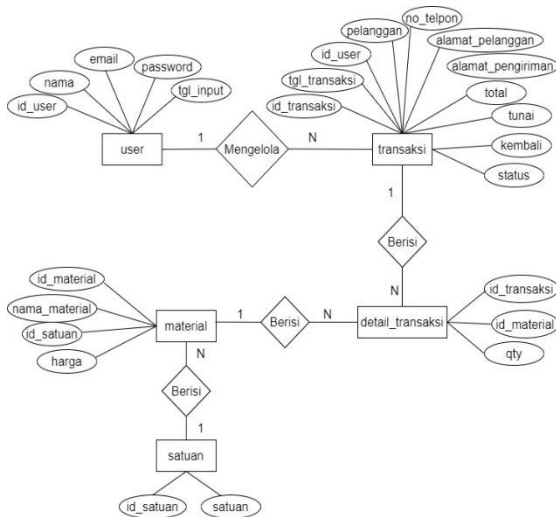 no_telpon
pelanggan
alamat_pelanggan
email
id_user
alamat_pengiriman
nama
password
tgl_transaksi
total
id_user
tgl_input
id_transaksi
tunai
1
N
user
Mengelola
transaksi
kembali
status
1
Berisi
id_material
N
id_transaksi
nama_material
1
N
id_satuan
material
Berisi
detail_transaksi
id_material
harga
N
qty
Berisi
1
satuan
id_satuan
satuan